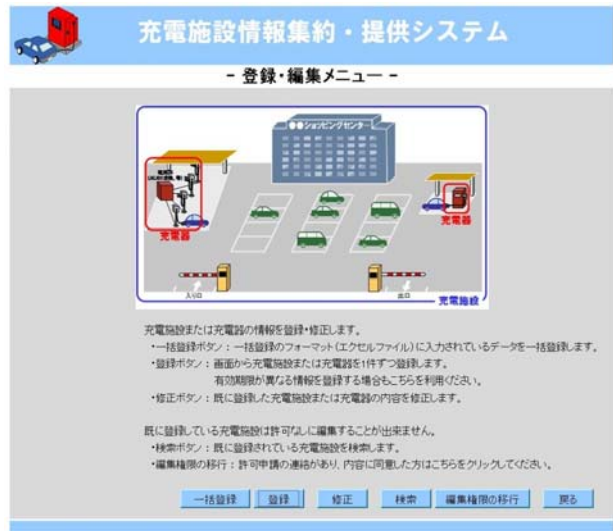 充電施設情報集約・提供システム
- 登録・編集メニュー -
●●ショッピングセンター
充電器
充電器
入り口
出口
充電施設
充電施設または充電器の情報を登録・修正します。
・一括登録ボタン：一括登録のフォーマット(エクセルファイル)に入力されているデータを一括登録します。
・登録ボタン：画面から充電施設または充電器を1件ずつ登録します。
有効期限が異なる情報を登録する場合もこちらを利用ください。
・修正ボタン：既に登録した充電施設または充電器の内容を修正します。
既に登録している充電施設は許可なしに編集することが出来ません。
・検索ボタン：既に登録されている充電施設を検索します。
・編集権限の移行：許可申請の連絡があり、内容に同意した方はこちらをクリックしてください。
一括登録 登録 修正 検索 編集権限の移行 戻る